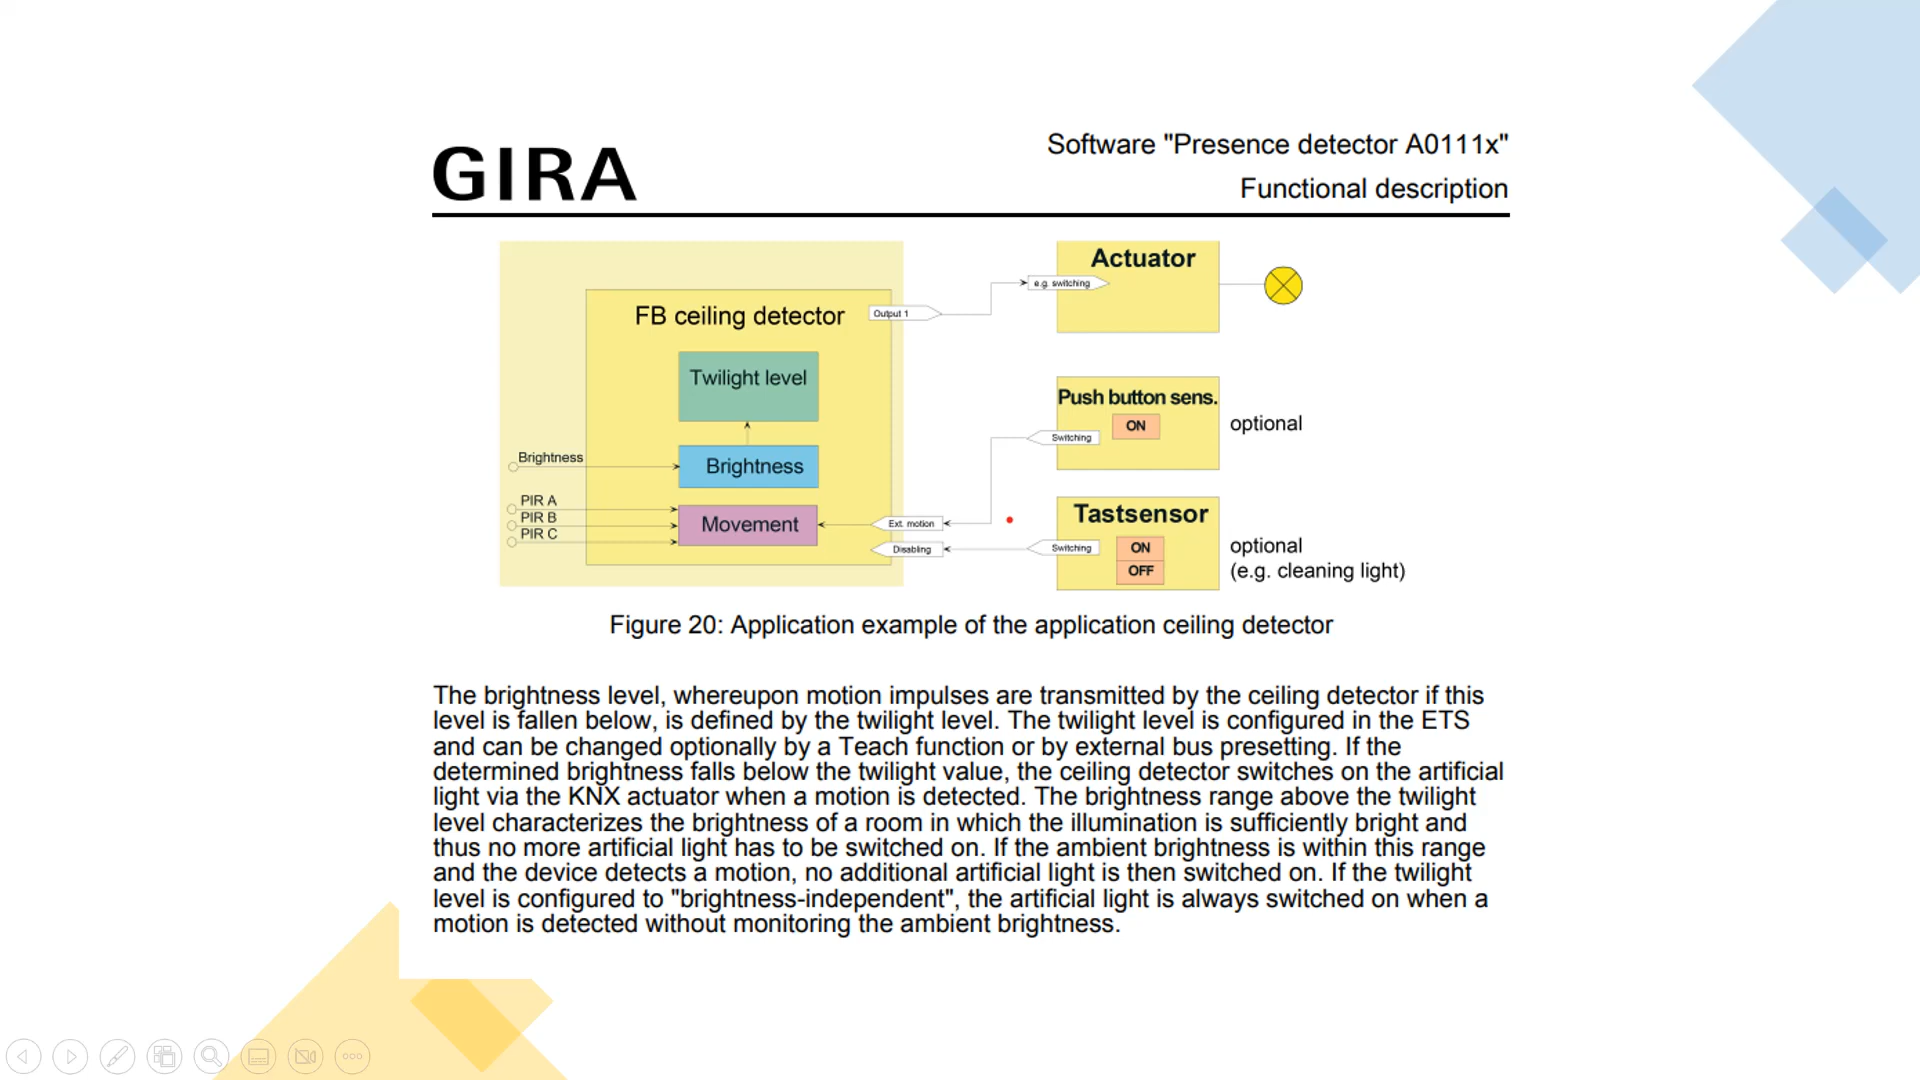 GIRA
Software "Presence detector A0111x"
Functional description
FB ceiling detector
Output 1
Twilight level
Brightness
Brightness
PIR A
PIR B
PIR C
Movement
Ext. motion
Disabling
Actuator
e.g. switching
Push button sens.
ON
Switching
optional
Tastsensor
Switching
ON
OFF
optional
(e.g. cleaning light)
Figure 20: Application example of the application ceiling detector
The brightness level, whereupon motion impulses are transmitted by the ceiling detector if this
level is fallen below, is defined by the twilight level. The twilight level is configured in the ETS
and can be changed optionally by a Teach function or by external bus presetting. If the
determined brightness falls below the twilight value, the ceiling detector switches on the artificial
light via the KNX actuator when a motion is detected. The brightness range above the twilight
level characterizes the brightness of a room in which the illumination is sufficiently bright and
thus no more artificial light has to be switched on. If the ambient brightness is within this range
and the device detects a motion, no additional artificial light is then switched on. If the twilight
level is configured to "brightness-independent", the artificial light is always switched on when a
motion is detected without monitoring the ambient brightness.